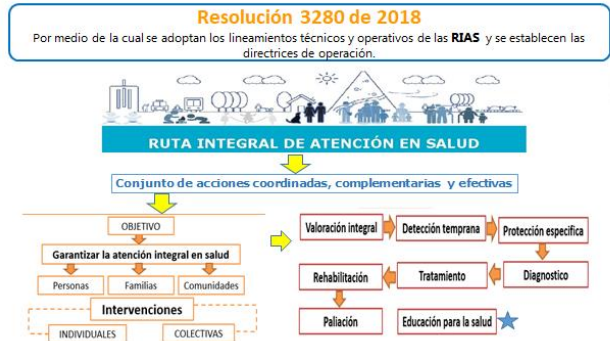 Resolución 3280 de 2018
Por medio de la cual se adoptan los lineamientos técnicos y operativos de las RIAS y se establecen las
directrices de operación.
RUTA INTEGRAL DE ATENCIÓN EN SALUD
Conjunto de acciones coordinadas, complementarias y efectivas
OBJETIVO
Garantizar la atención integral en salud
Personas
Familias
Comunidades
Intervenciones
INDIVIDUALES
COLECTIVAS
Valoración integral
Detección temprana
Protección especifica
Diagnostico
Tratamiento
Rehabilitación
Paliación
Educación para la salud